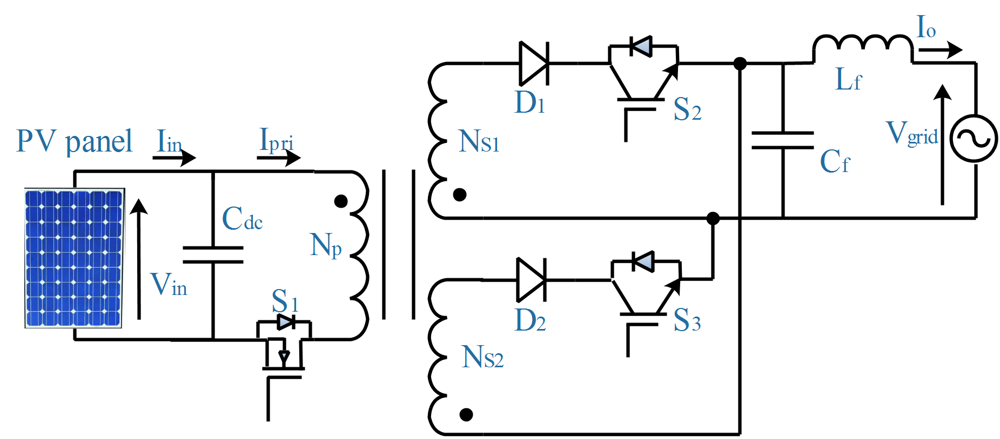 PV panel
Iin
Ipri
Vin
Cdc
Np
S1
NS1
D1
S2
Lf
Io
Cf
Vgrid
NS2
D2
S3